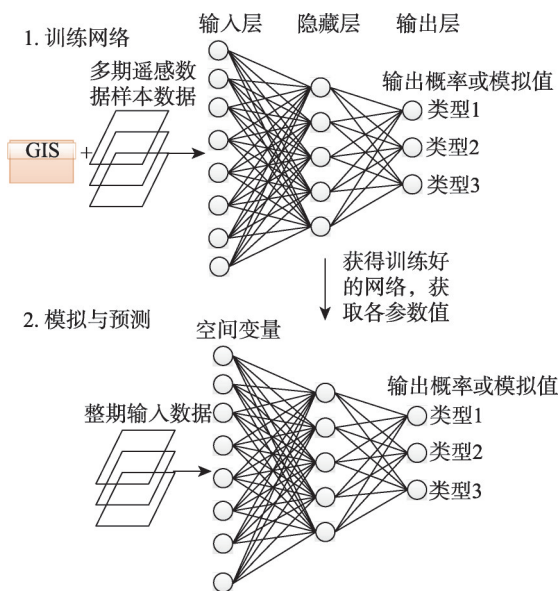 输入层 隐藏层 输出层
1. 训练网络
多期遥感数
据样本数据
GIS +
输出概率或模拟值
类型1
类型2
类型3
获得训练好
的网络，获
取各参数值
2. 模拟与预测
空间变量
整期输入数据
输出概率或模拟值
类型1
类型2
类型3